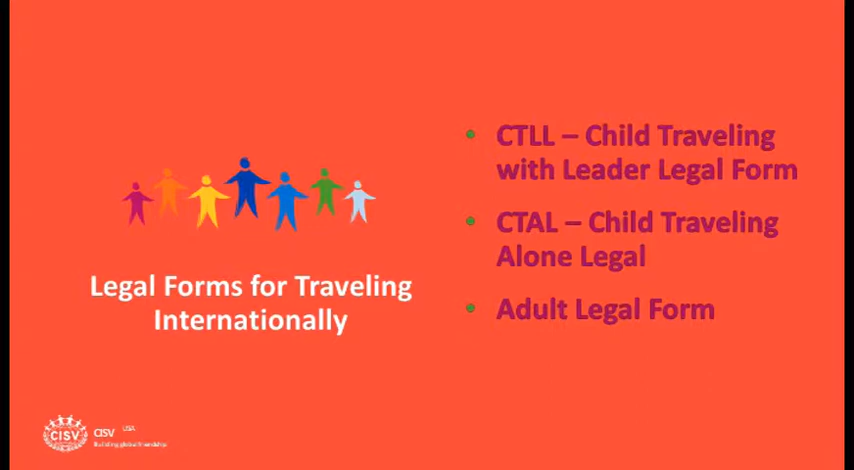 Legal Forms for Traveling
Internationally
• CTLL – Child Traveling
with Leader Legal Form
• CTAL – Child Traveling
Alone Legal
• Adult Legal Form
CISV
CISV USA
Building global friendship